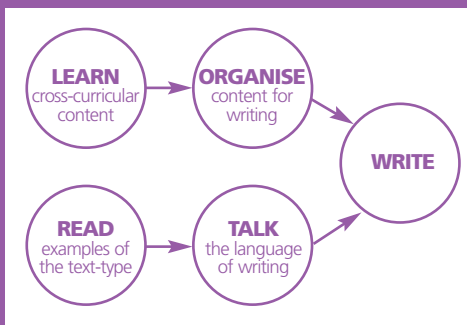 LEARN
cross-curricular
content
ORGANISE
content for
writing
WRITE
READ
examples of
the text-type
TALK
the language
of writing